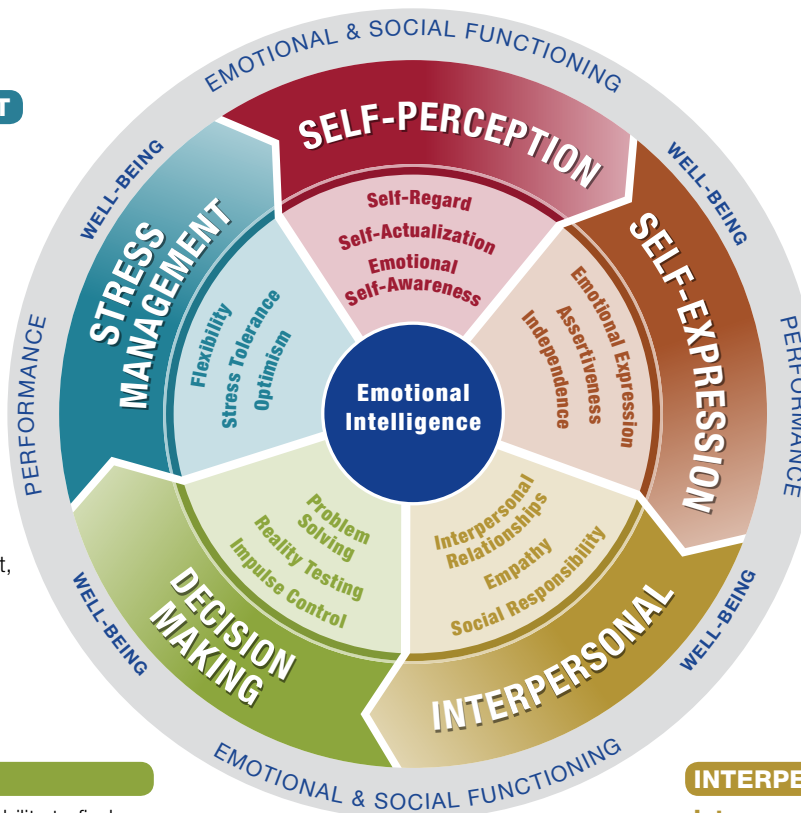 EMOTIONAL & SOCIAL FUNCTIONING
T
WELL-BEING
WELL-BEING
SELF-PERCEPTION
Self-Regard
Self-Actualization
Emotional
Self-Awareness
STRESS
MANAGEMENT
Flexibility
Stress Tolerance
Optimism
SELF-EXPRESSION
Emotional Expression
Assertiveness
Independence
PERFORMANCE
PERFORMANCE
Emotional
Intelligence
Problem
Solving
Reality Testing
Impulse Control
DECISION
MAKING
Interpersonal
Relationships
Empathy
Social Responsibility
INTERPERSONAL
t,
WELL-BEING
WELL-BEING
EMOTIONAL & SOCIAL FUNCTIONING
INTERPE